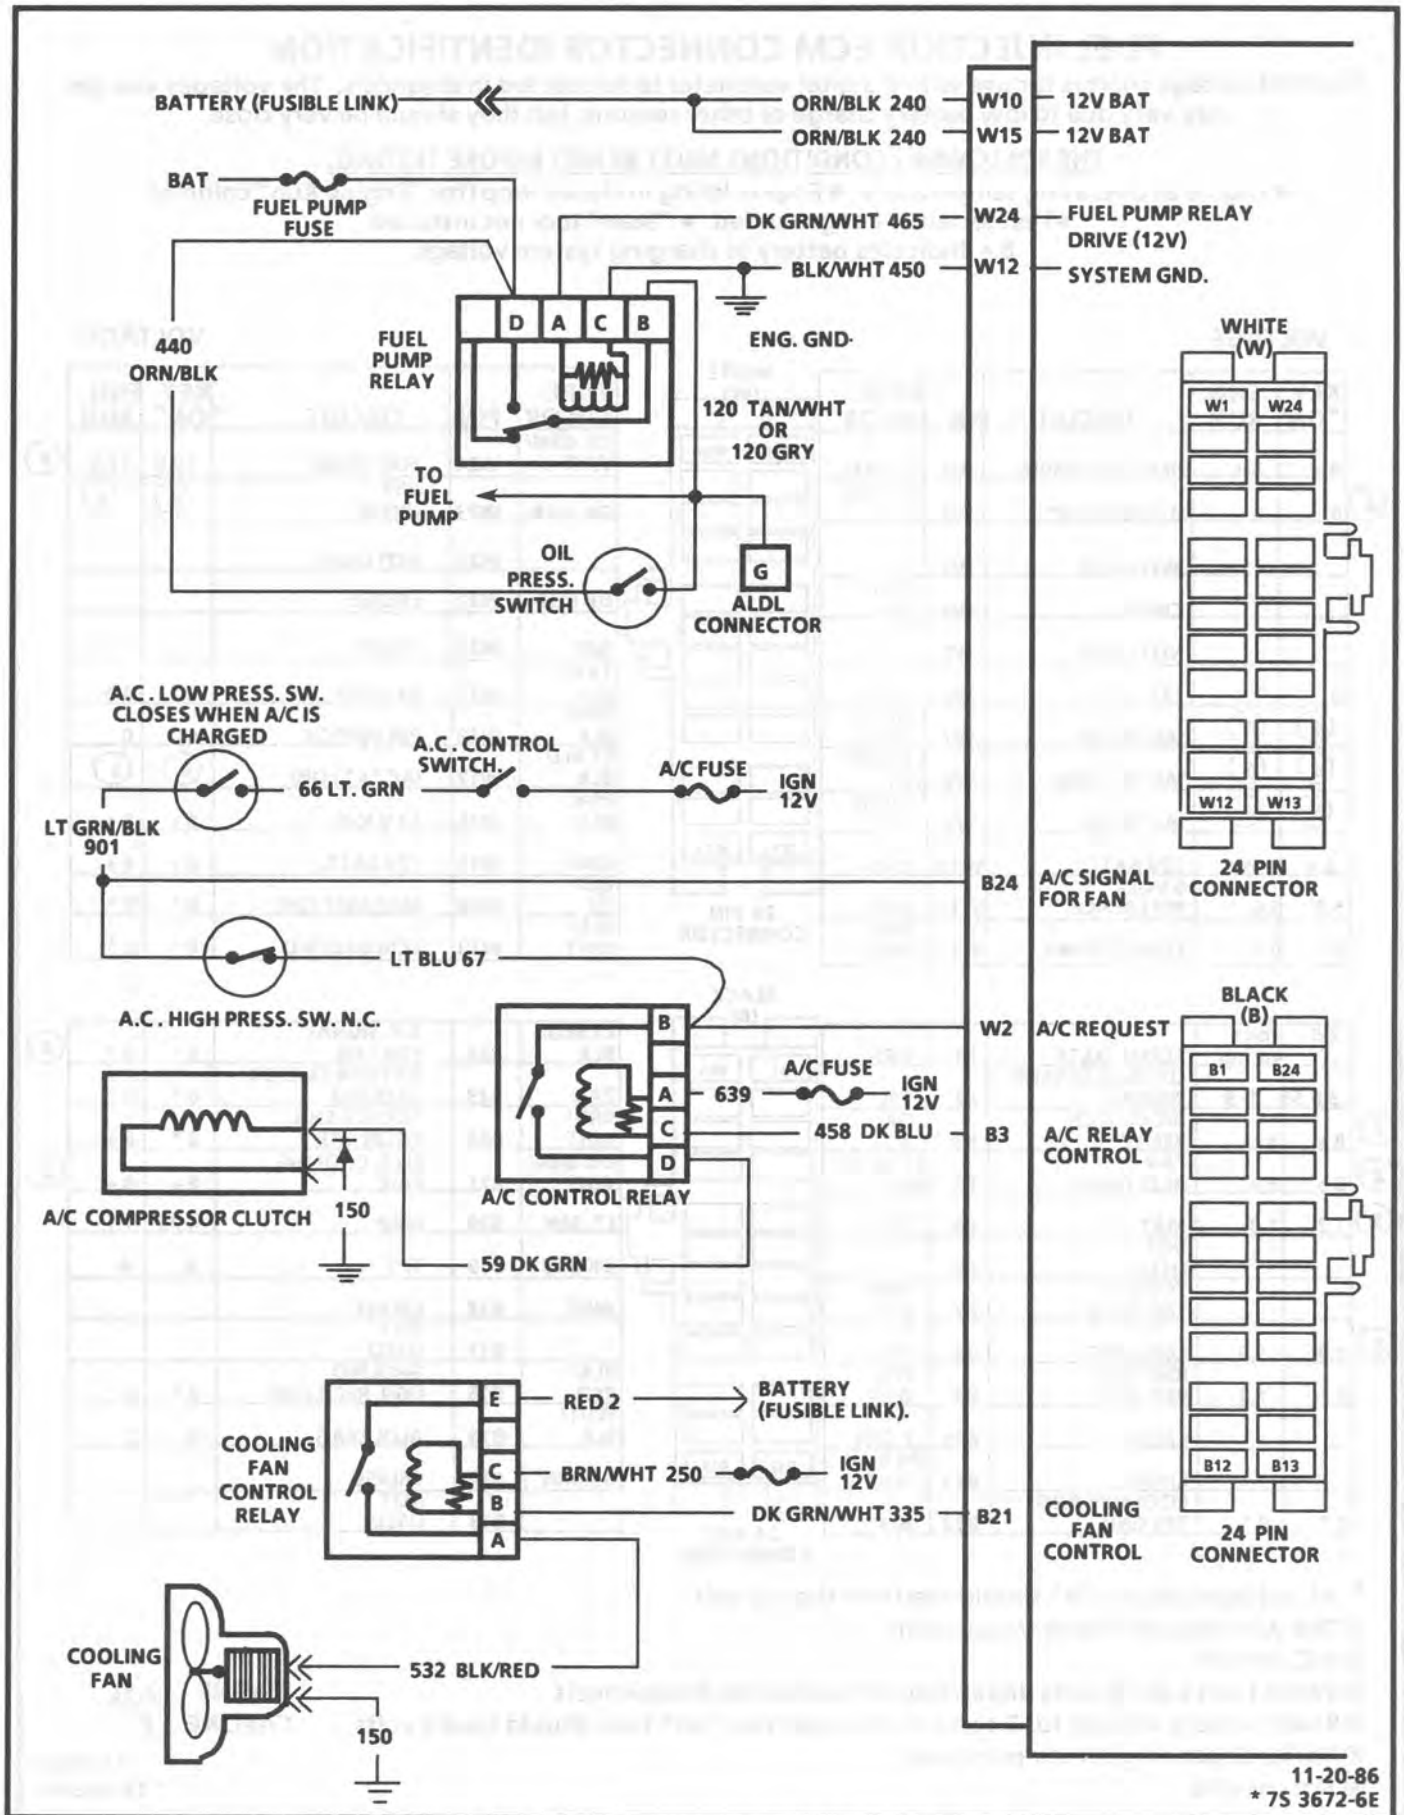 BATTERY (FUSIBLE LINK)
ORN/BLK 240
W10
12V BAT
ORN/BLK 240
W15
12V BAT
BAT
FUEL PUMP
FUSE
DK GRN/WHT 465
W24
FUEL PUMP RELAY
DRIVE (12V)
BLK/WHT 450
W12
SYSTEM GND.
D A C B
ENG. GND.
FUEL
PUMP
RELAY
440
ORN/BLK
120 TAN/WHT
OR
120 GRY
TO
FUEL
PUMP
OIL
PRESS.
SWITCH
G
ALDL
CONNECTOR
WHITE
(W)
W1 W24
W12 W13
24 PIN
CONNECTOR
A.C. LOW PRESS. SW.
CLOSES WHEN A/C IS
CHARGED
A.C. CONTROL
SWITCH.
A/C FUSE
IGN
12V
66 LT. GRN
LT GRN/BLK
901
B24
A/C SIGNAL
FOR FAN
LT BLU 67
A.C. HIGH PRESS. SW. N.C.
B
A
C
D
W2
A/C REQUEST
639
A/C FUSE
IGN
12V
458 DK BLU
B3
A/C RELAY
CONTROL
A/C CONTROL RELAY
A/C COMPRESSOR CLUTCH
150
59 DK GRN
BLACK
(B)
B1 B24
B12 B13
24 PIN
CONNECTOR
COOLING
FAN
CONTROL
RELAY
E
C
B
A
RED 2
BATTERY
(FUSIBLE LINK).
BRN/WHT 250
IGN
12V
DK GRN/WHT 335
B21
COOLING
FAN
CONTROL
COOLING
FAN
532 BLK/RED
150
11-20-86
* 7S 3672-6E